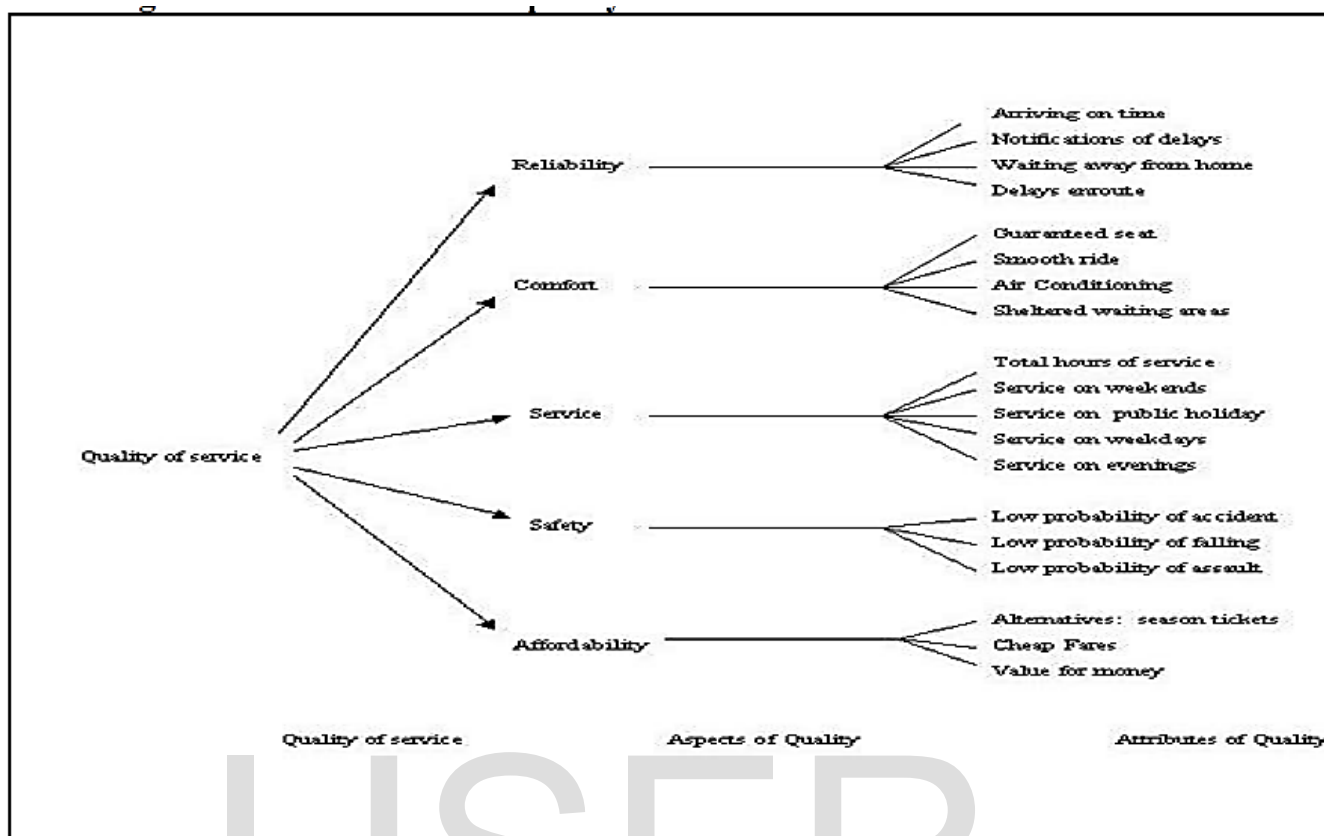 Arriving on time
Notifications of delays
Reliability
Waiting away from home
Delays enroute
Guaranteed seat
Smooth ride
Comfort
Air Conditioning
Sheltered waiting areas
Total hours of service
Service on weekends
Service
Service on public holiday
Service on weekdays
Quality of service
Service on evenings
Safety
Low probability of accident
Low probability of falling
Low probability of assault
Alternatives: season tickets
Affordability
Cheap Fares
Value for money
Quality of service
Aspects of Quality
Attributes of Quality